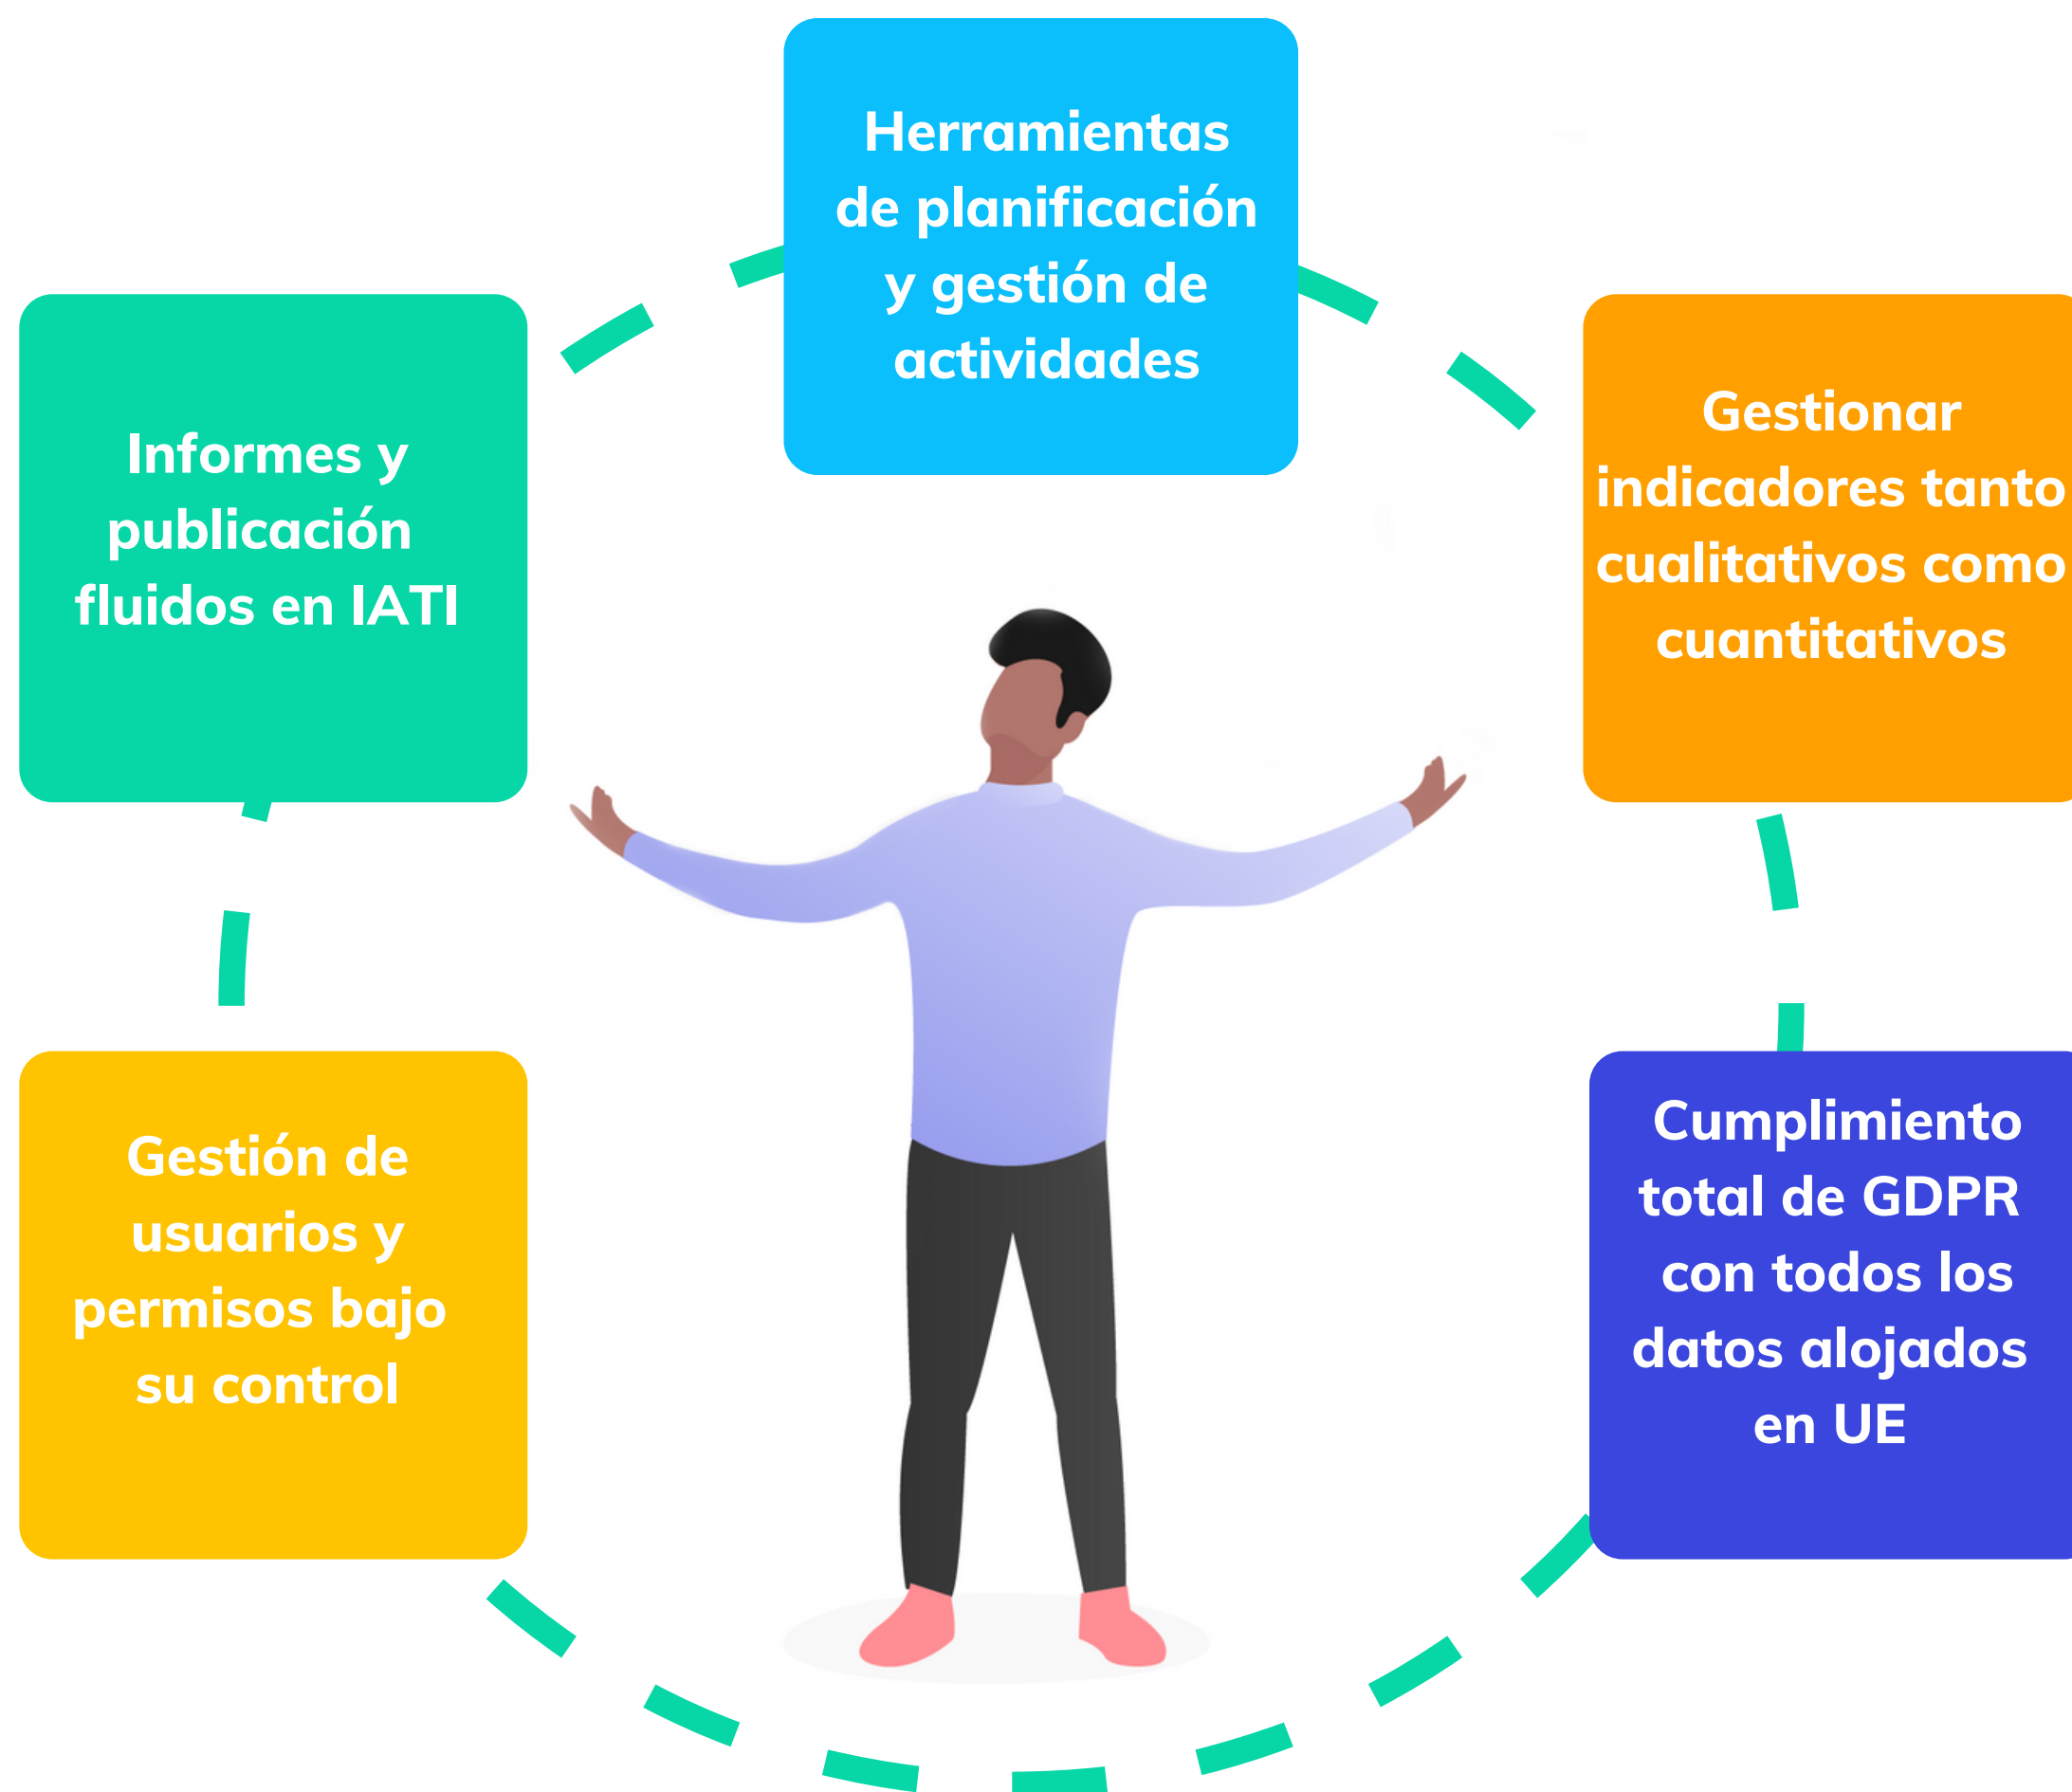 Herramientas
de planificación
y gestión de
actividades
Informes y
publicación
fluidos en IATI
Gestionar
indicadores tanto
cualitativos como
cuantitativos
Gestión de
usuarios y
permisos bajo
su control
Cumplimiento
total de GDPR
con todos los
datos alojados
en UE